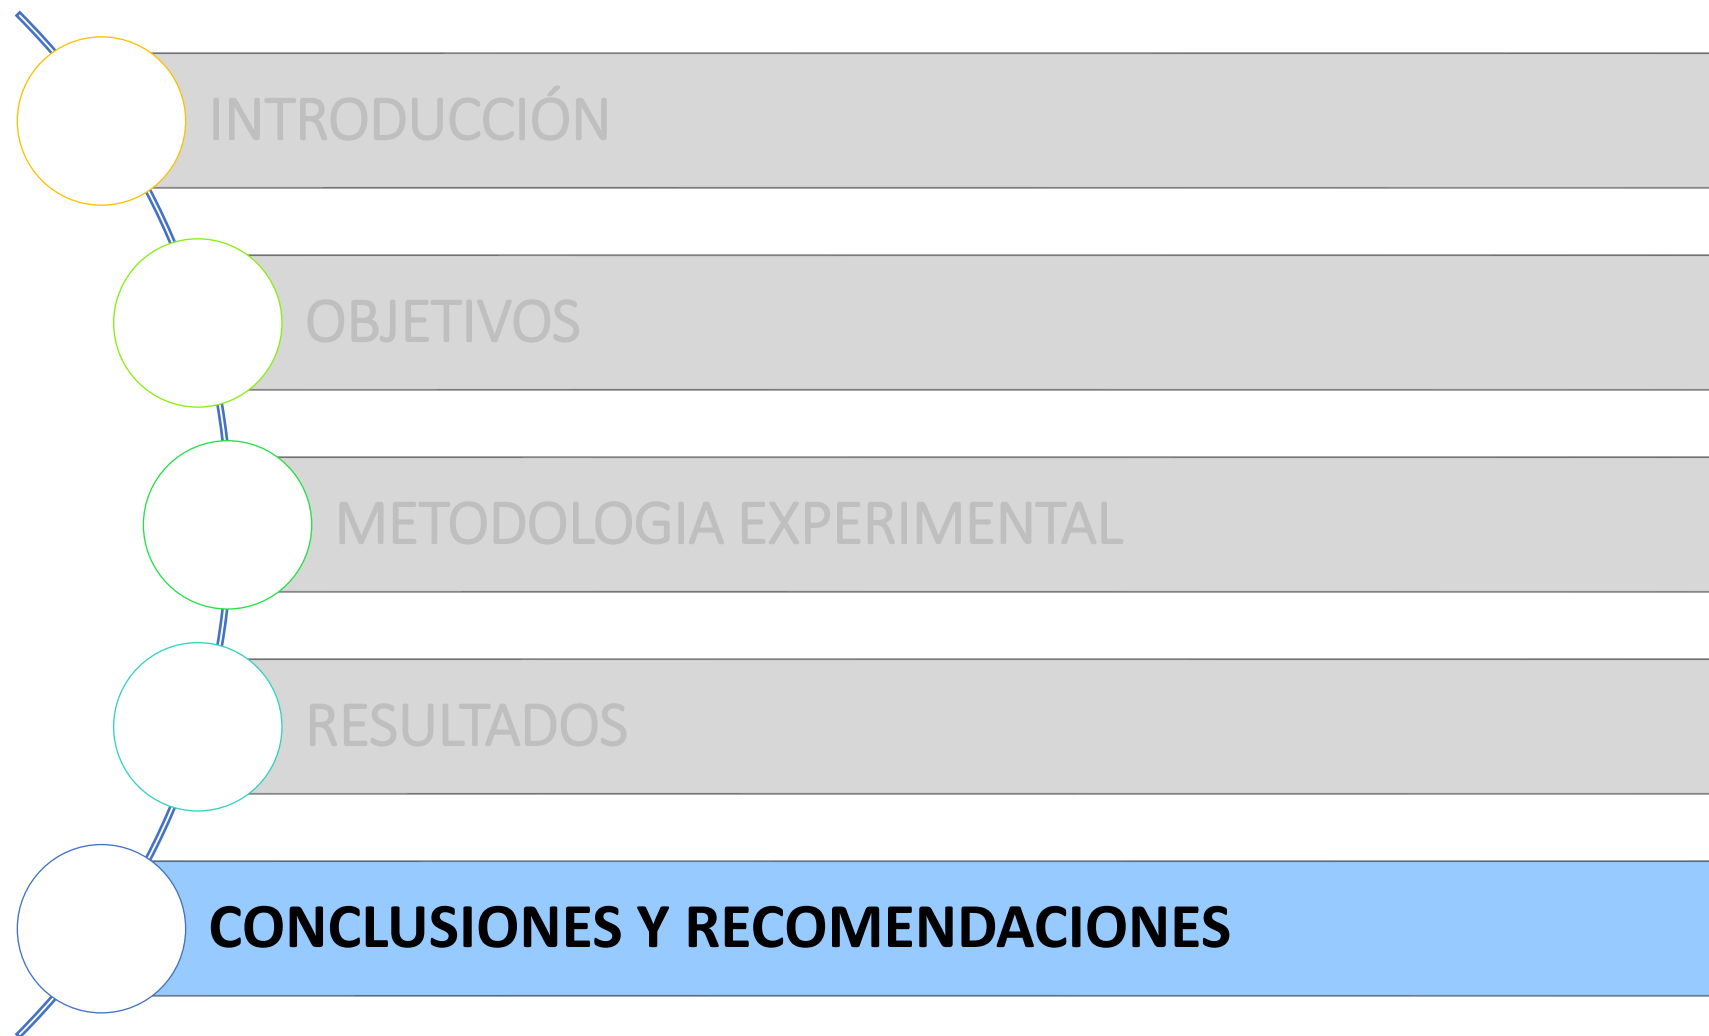 INTRODUCCIÓN
OBJETIVOS
METODOLOGIA EXPERIMENTAL
RESULTADOS
CONCLUSIONES Y RECOMENDACIONES